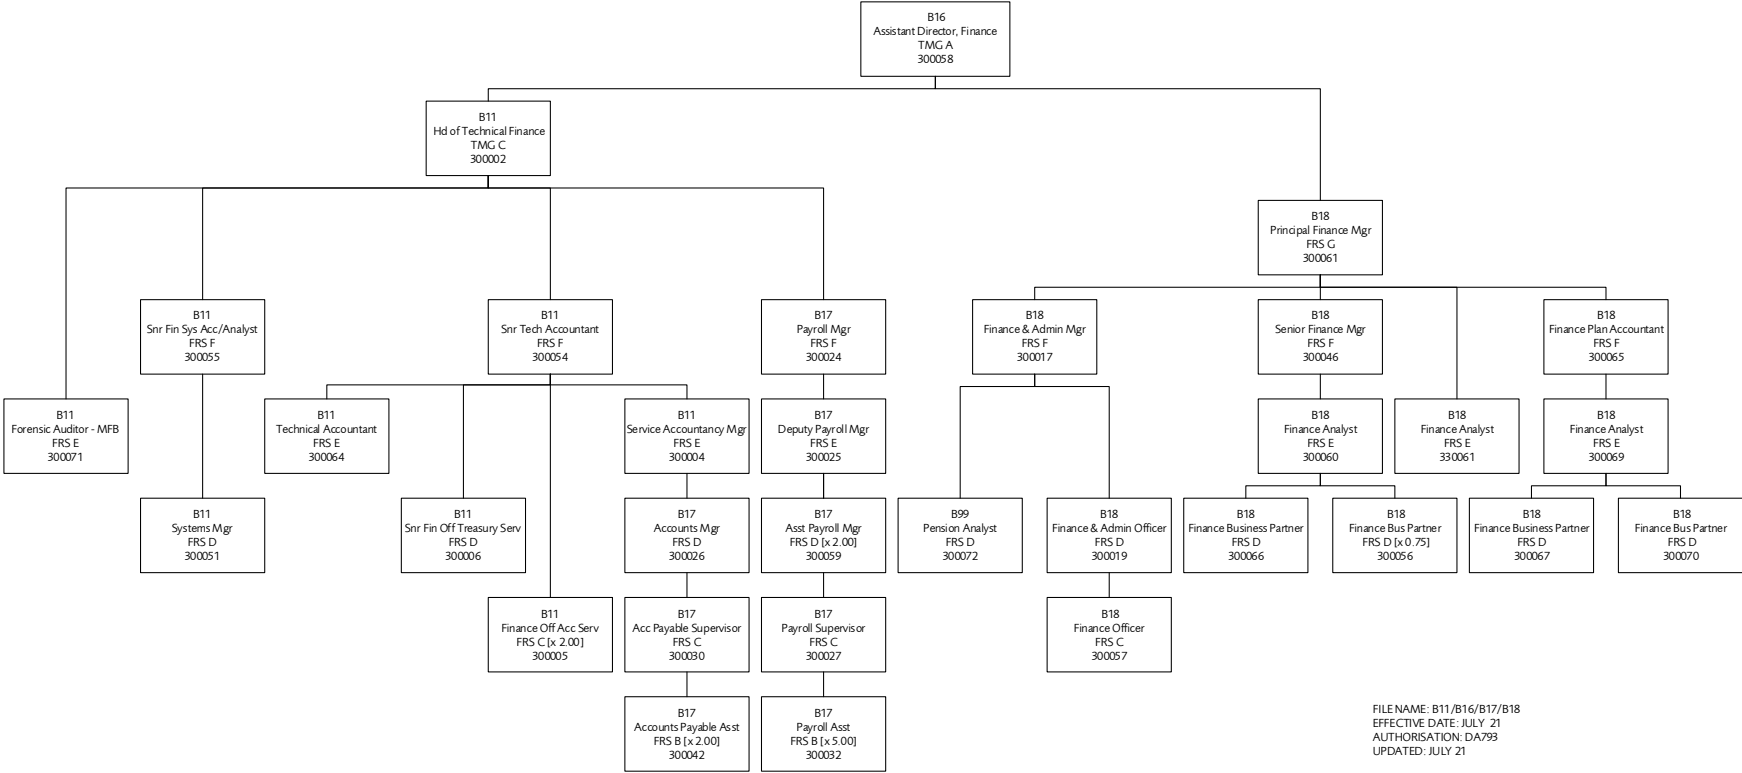 B16
Assistant Director, Finance
TMG A
300058
B11
Hd of Technical Finance
TMG C
300002
B18
Principal Finance Mgr
FRS G
300061
B11
Snr Fin Sys Acc/Analyst
FRS F
300055
B11
Snr Tech Accountant
FRS F
300054
B17
Payroll Mgr
FRS F
300024
B18
Finance & Admin Mgr
FRS F
300017
B18
Senior Finance Mgr
FRS F
300046
B18
Finance Plan Accountant
FRS F
300065
B11
Forensic Auditor - MFB
FRS E
300071
B11
Technical Accountant
FRS E
300064
B11
Service Accountancy Mgr
FRS E
300004
B17
Deputy Payroll Mgr
FRS E
300025
B18
Finance Analyst
FRS E
300060
B18
Finance Analyst
FRS E
330061
B18
Finance Analyst
FRS E
300069
B11
Systems Mgr
FRS D
300051
B11
Snr Fin Off Treasury Serv
FRS D
300006
B17
Accounts Mgr
FRS D
300026
B17
Asst Payroll Mgr
FRS D [x 2.00]
300059
B99
Pension Analyst
FRS D
300072
B18
Finance & Admin Officer
FRS D
300019
B18
Finance Business Partner
FRS D
300066
B18
Finance Bus Partner
FRS D [x 0.75]
300056
B18
Finance Business Partner
FRS D
300067
B18
Finance Bus Partner
FRS D
300070
B11
Finance Off Acc Serv
FRS C [x 2.00]
300005
B17
Acc Payable Supervisor
FRS C
300030
B17
Payroll Supervisor
FRS C
300027
B18
Finance Officer
FRS C
300057
B17
Accounts Payable Asst
FRS B [x 2.00]
300042
B17
Payroll Asst
FRS B [x 5.00]
300032
FILE NAME: B11/B16/B17/B18
EFFECTIVE DATE: JULY 21
AUTHORISATION: DA793
UPDATED: JULY 21